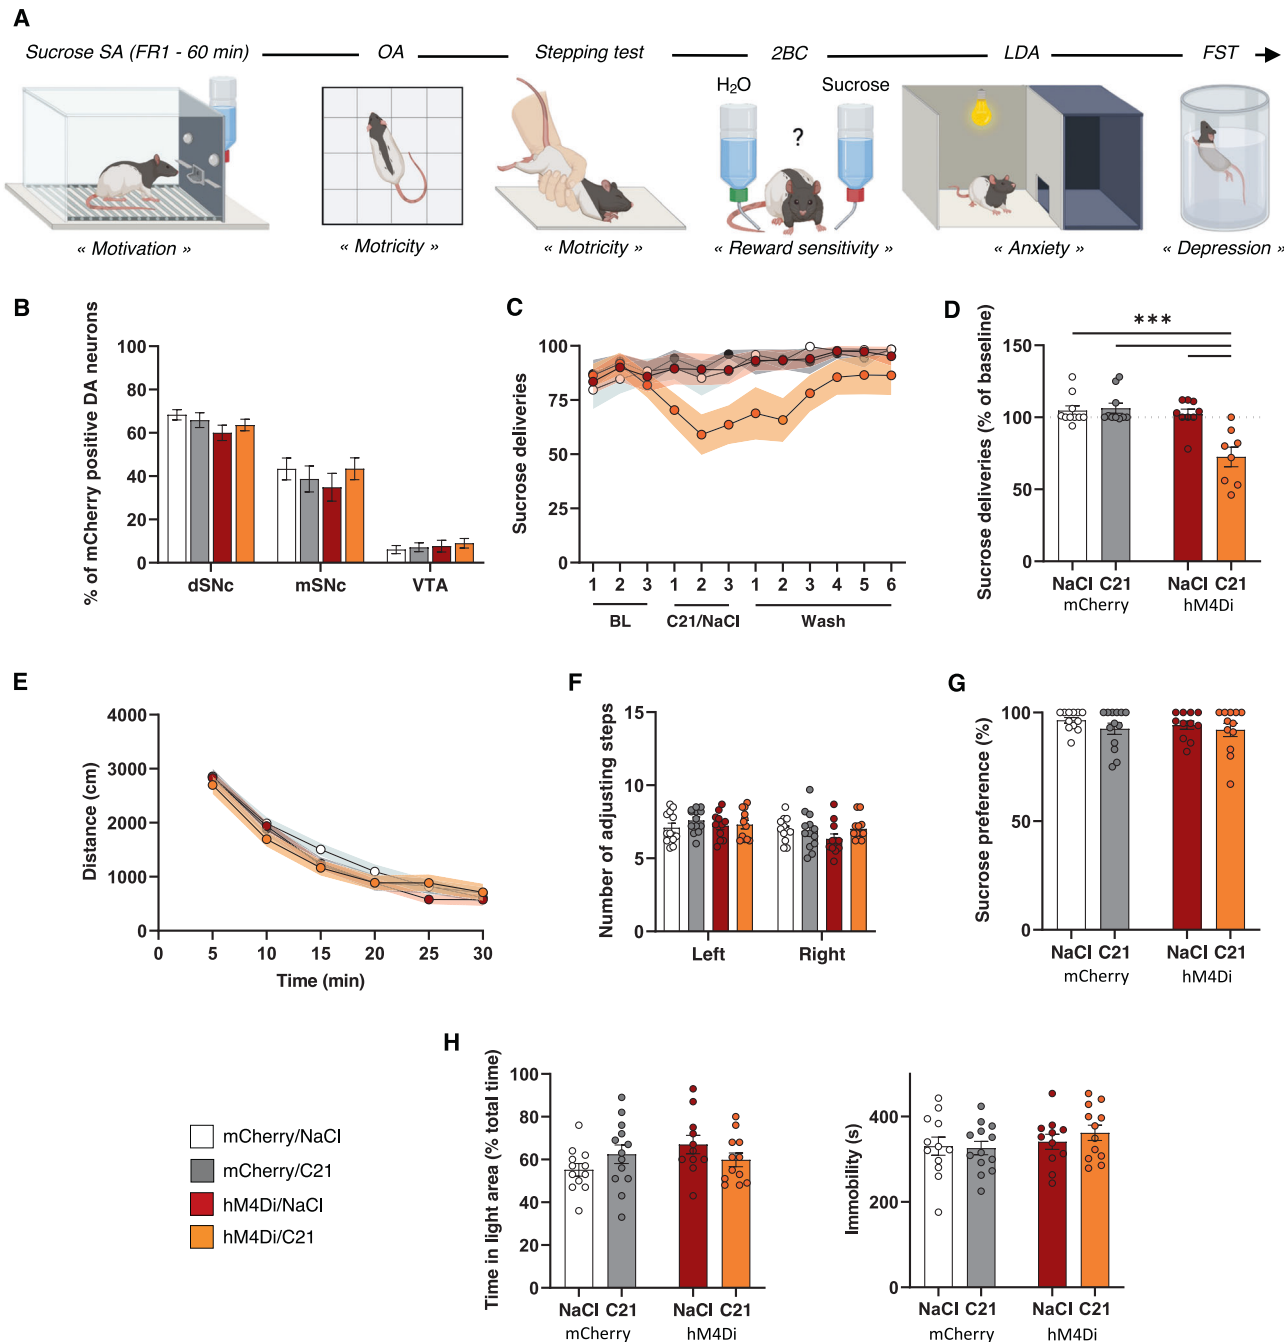 A
Sucrose SA (FR1 - 60 min)
OA
Stepping test
2BC
LDA
FST
H₂O
Sucrose
?
« Motivation »
« Motricity »
« Motricity »
« Reward sensitivity »
« Anxiety »
« Depression »
B
% of mCherry positive DA neurons
100
80
60
40
20
0
dSNc
mSNc
VTA
C
Sucrose deliveries
100
75
50
25
0
1 2 3 1 2 3 1 2 3 4 5 6
BL
C21/NaCl
Wash
D
Sucrose deliveries (% of baseline)
150
100
50
0
***
NaCl C21 NaCl C21
mCherry hM4Di
E
Distance (cm)
4000
3000
2000
1000
0
0 5 10 15 20 25 30
Time (min)
F
Number of adjusting steps
15
10
5
0
Left Right
G
Sucrose preference (%)
100
50
0
NaCl C21 NaCl C21
mCherry hM4Di
mCherry/NaCl
mCherry/C21
hM4Di/NaCl
hM4Di/C21
H
Time in light area (% total time)
100
80
60
40
20
0
NaCl C21 NaCl C21
mCherry hM4Di
Immobility (s)
400
200
0
NaCl C21 NaCl C21
mCherry hM4Di